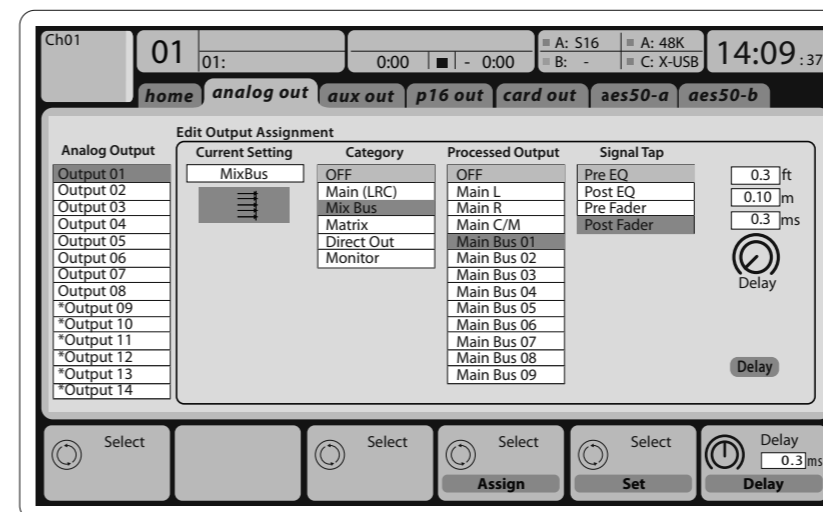 Ch01
01
01:
0:00 - 0:00
A: S16
A: 48K
B: -
C: X-USB
14:09 :37
home
analog out
aux out
p16 out
card out
aes50-a
aes50-b
Edit Output Assignment
Analog Output
Output 01
Output 02
Output 03
Output 04
Output 05
Output 06
Output 07
Output 08
*Output 09
*Output 10
*Output 11
*Output 12
*Output 13
*Output 14
Current Setting
MixBus
Category
OFF
Main (LRC)
Mix Bus
Matrix
Direct Out
Monitor
Processed Output
OFF
Main L
Main R
Main C/M
Main Bus 01
Main Bus 02
Main Bus 03
Main Bus 04
Main Bus 05
Main Bus 06
Main Bus 07
Main Bus 08
Main Bus 09
Signal Tap
Pre EQ
Post EQ
Pre Fader
Post Fader
0.3 ft
0.10 m
0.3 ms
Delay
Delay
Select
Select
Select
Assign
Select
Set
Delay
0.3 ms
Delay